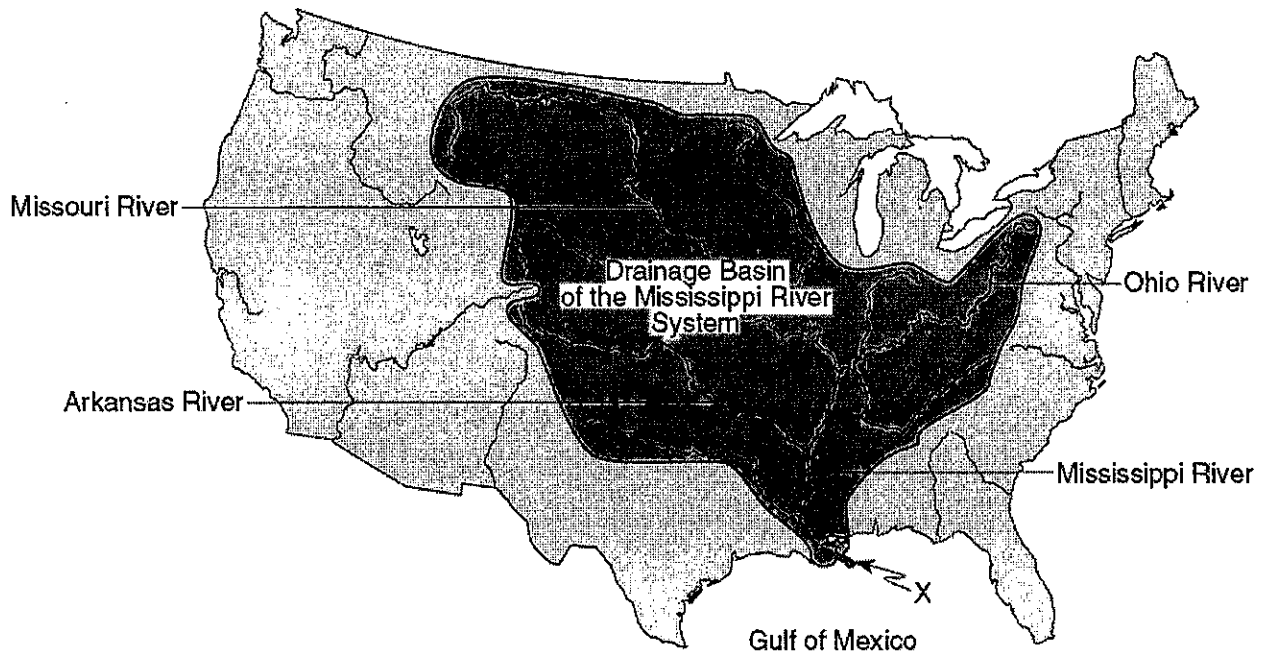 Missouri River
Drainage Basin
of the Mississippi River
System
Ohio River
Arkansas River
Mississippi River
X
Gulf of Mexico